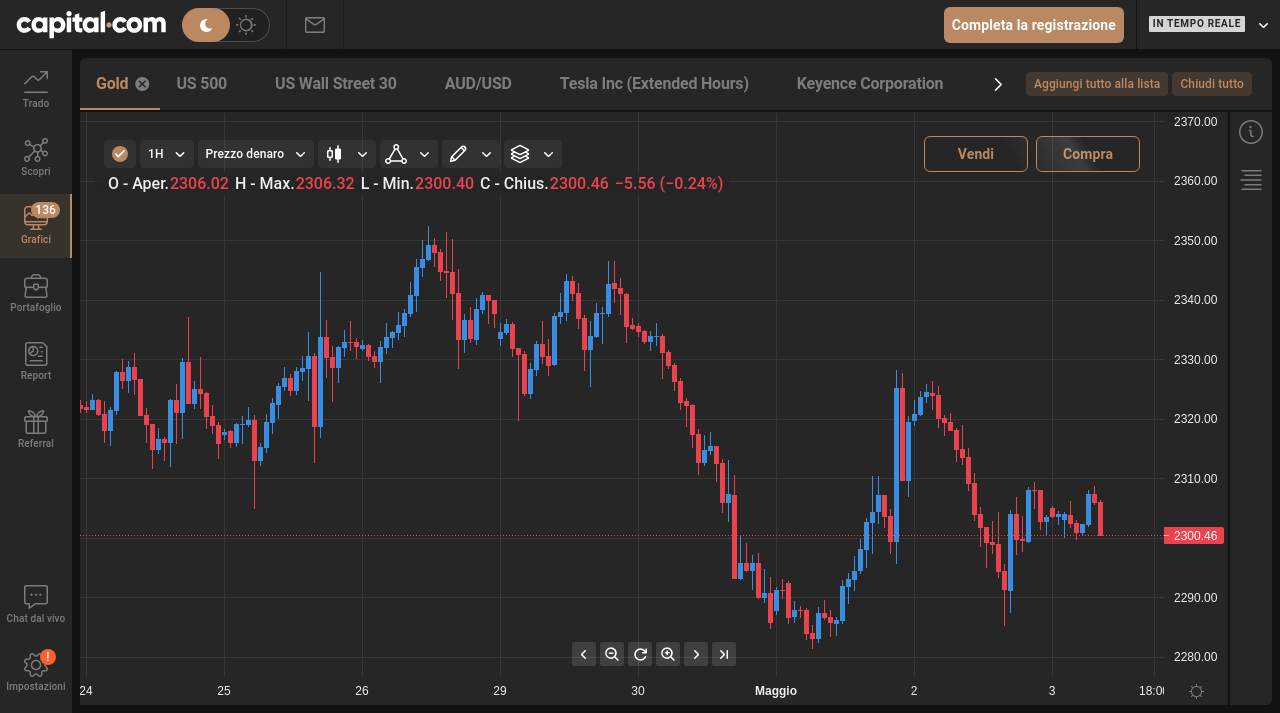 capital.com
Completa la registrazione
IN TEMPO REALE
Trado
Scopri
136
Grafici
Portafoglio
Report
Referral
Chat dal vivo
!
Impostazioni
Gold
US 500
US Wall Street 30
AUD/USD
Tesla Inc (Extended Hours)
Keyence Corporation
Aggiungi tutto alla lista
Chiudi tutto
1H
Prezzo denaro
Vendi
Compra
O - Aper.2306.02 H - Max.2306.32 L - Min.2300.40 C - Chius.2300.46 −5.56 (−0.24%)
2370.00
2360.00
2350.00
2340.00
2330.00
2320.00
2310.00
2300.46
2290.00
2280.00
24 25 26 29 30 Maggio 2 3 18:00